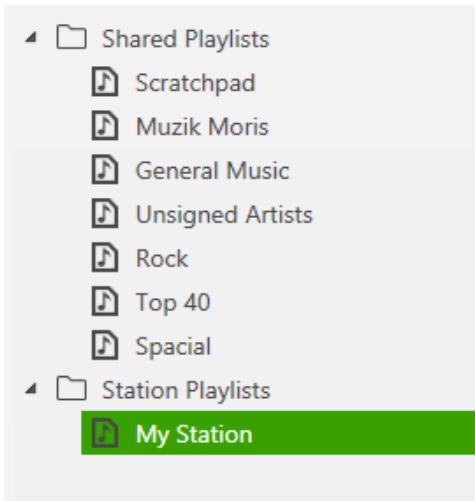 Shared Playlists
Scratchpad
Muzik Moris
General Music
Unsigned Artists
Rock
Top 40
Spacial
Station Playlists
My Station